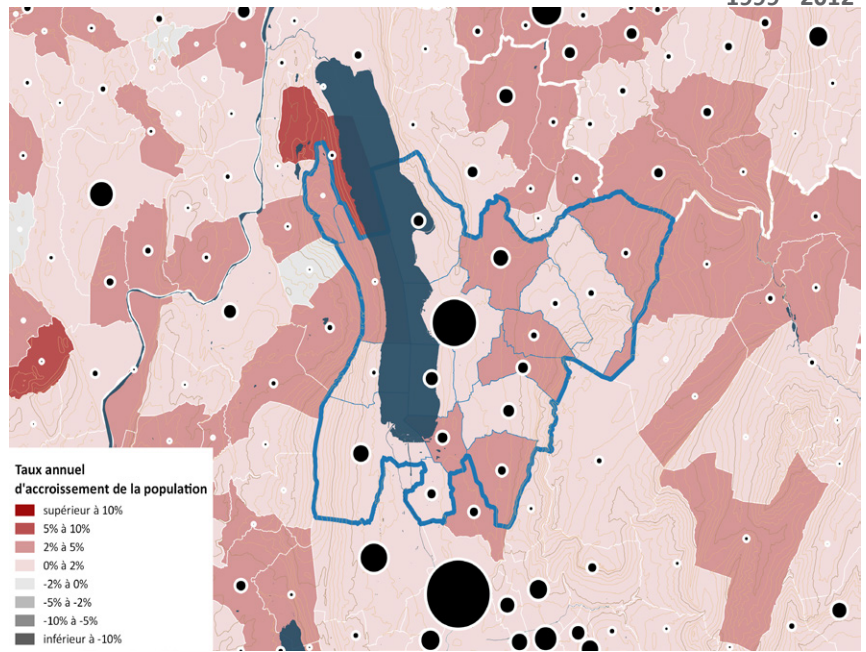 1999 - 2012
Taux annuel
d'accroissement de la population
supérieur à 10%
5% à 10%
2% à 5%
0% à 2%
-2% à 0%
-5% à -2%
-10% à -5%
inférieur à -10%